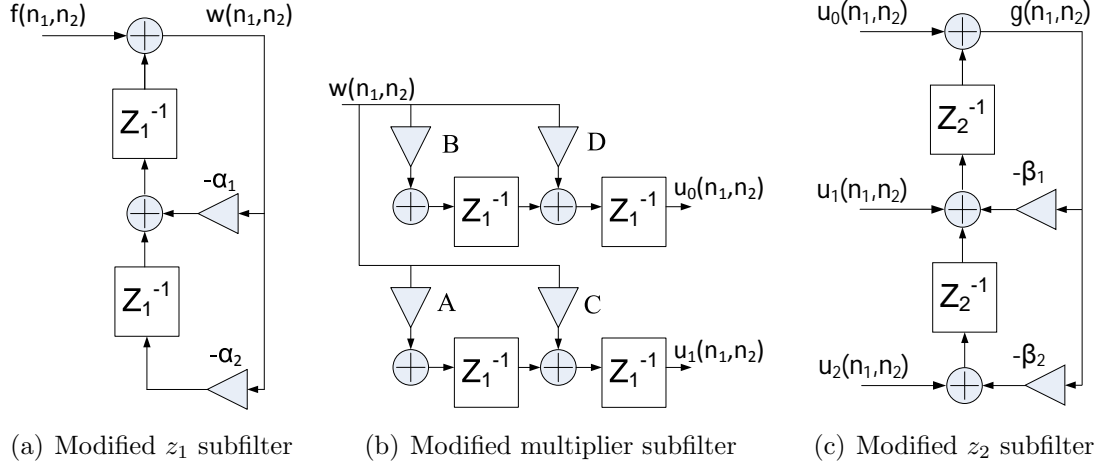 f(n₁,n₂)
w(n₁,n₂)
Z₁⁻¹
-α₁
Z₁⁻¹
-α₂
(a) Modified z₁ subfilter
w(n₁,n₂)
B
D
Z₁⁻¹
Z₁⁻¹
u₀(n₁,n₂)
A
C
Z₁⁻¹
Z₁⁻¹
u₁(n₁,n₂)
(b) Modified multiplier subfilter
u₀(n₁,n₂)
g(n₁,n₂)
Z₂⁻¹
u₁(n₁,n₂)
-β₁
Z₂⁻¹
u₂(n₁,n₂)
-β₂
(c) Modified z₂ subfilter